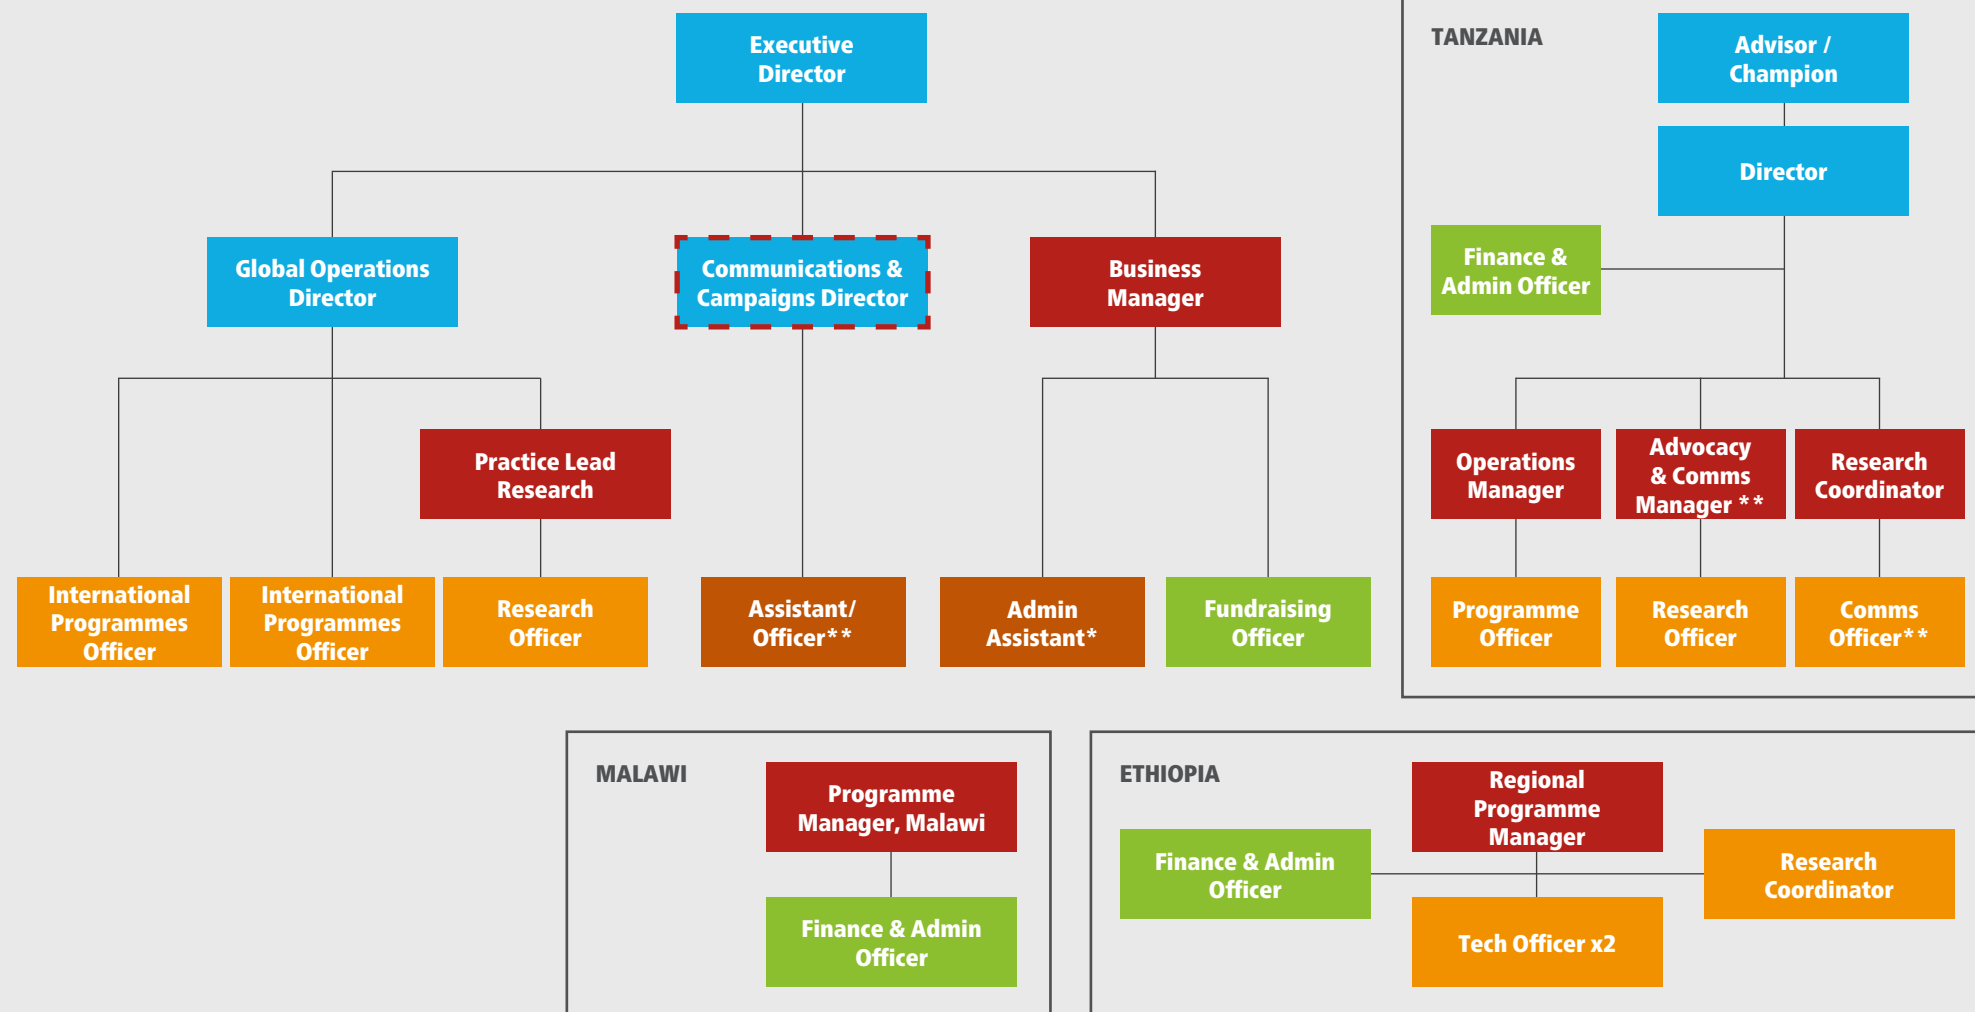 Executive
Director
Global Operations
Director
Communications &
Campaigns Director
Business
Manager
Practice Lead
Research
International
Programmes
Officer
International
Programmes
Officer
Research
Officer
Assistant/
Officer**
Admin
Assistant*
Fundraising
Officer
TANZANIA
Advisor /
Champion
Director
Finance &
Admin Officer
Operations
Manager
Advocacy
& Comms
Manager **
Research
Coordinator
Programme
Officer
Research
Officer
Comms
Officer**
MALAWI
Programme
Manager, Malawi
Finance & Admin
Officer
ETHIOPIA
Regional
Programme
Manager
Finance & Admin
Officer
Research
Coordinator
Tech Officer x2